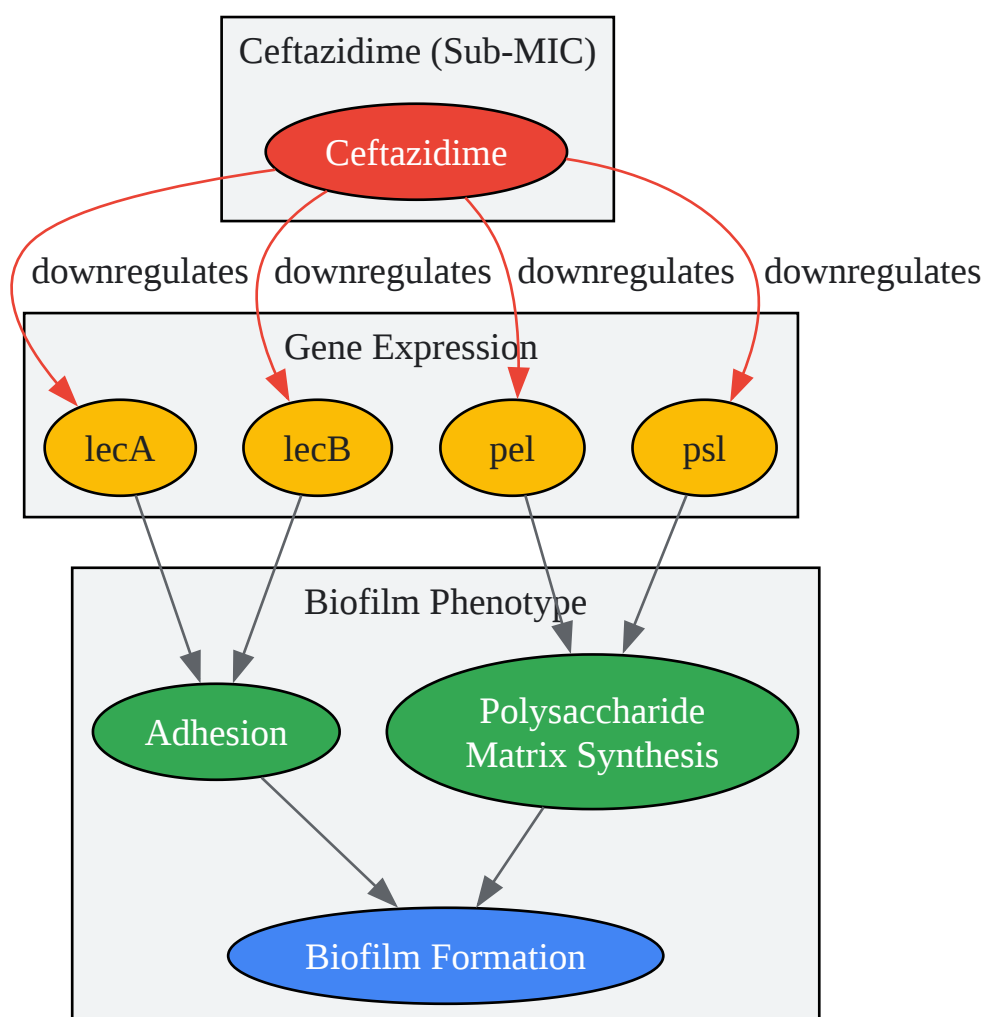 Ceftazidime (Sub-MIC)
Ceftazidime
downregulates
downregulates
downregulates
downregulates
Gene Expression
lecA
lecB
pel
psl
Biofilm Phenotype
Adhesion
Polysaccharide
Matrix Synthesis
Biofilm Formation